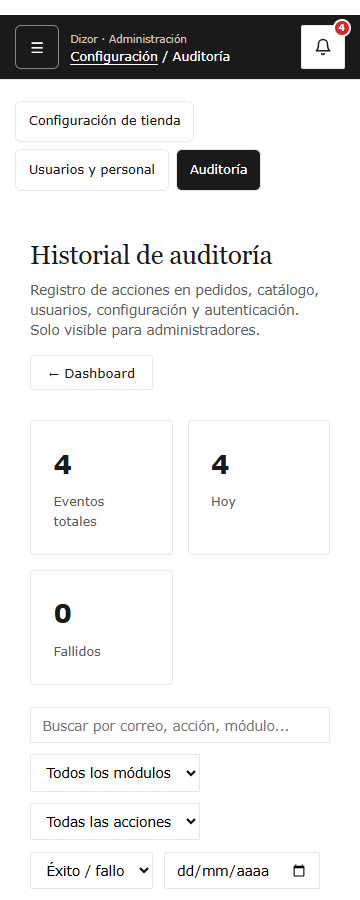 4
Dizor · Administración
Configuración / Auditoría
Configuración de tienda
Usuarios y personal
Auditoría
Historial de auditoría
Registro de acciones en pedidos, catálogo,
usuarios, configuración y autenticación.
Solo visible para administradores.
← Dashboard
4
Eventos
totales
4
Hoy
0
Fallidos
Buscar por correo, acción, módulo...
Todos los módulos
Todas las acciones
Éxito / fallo
dd/mm/aaaa